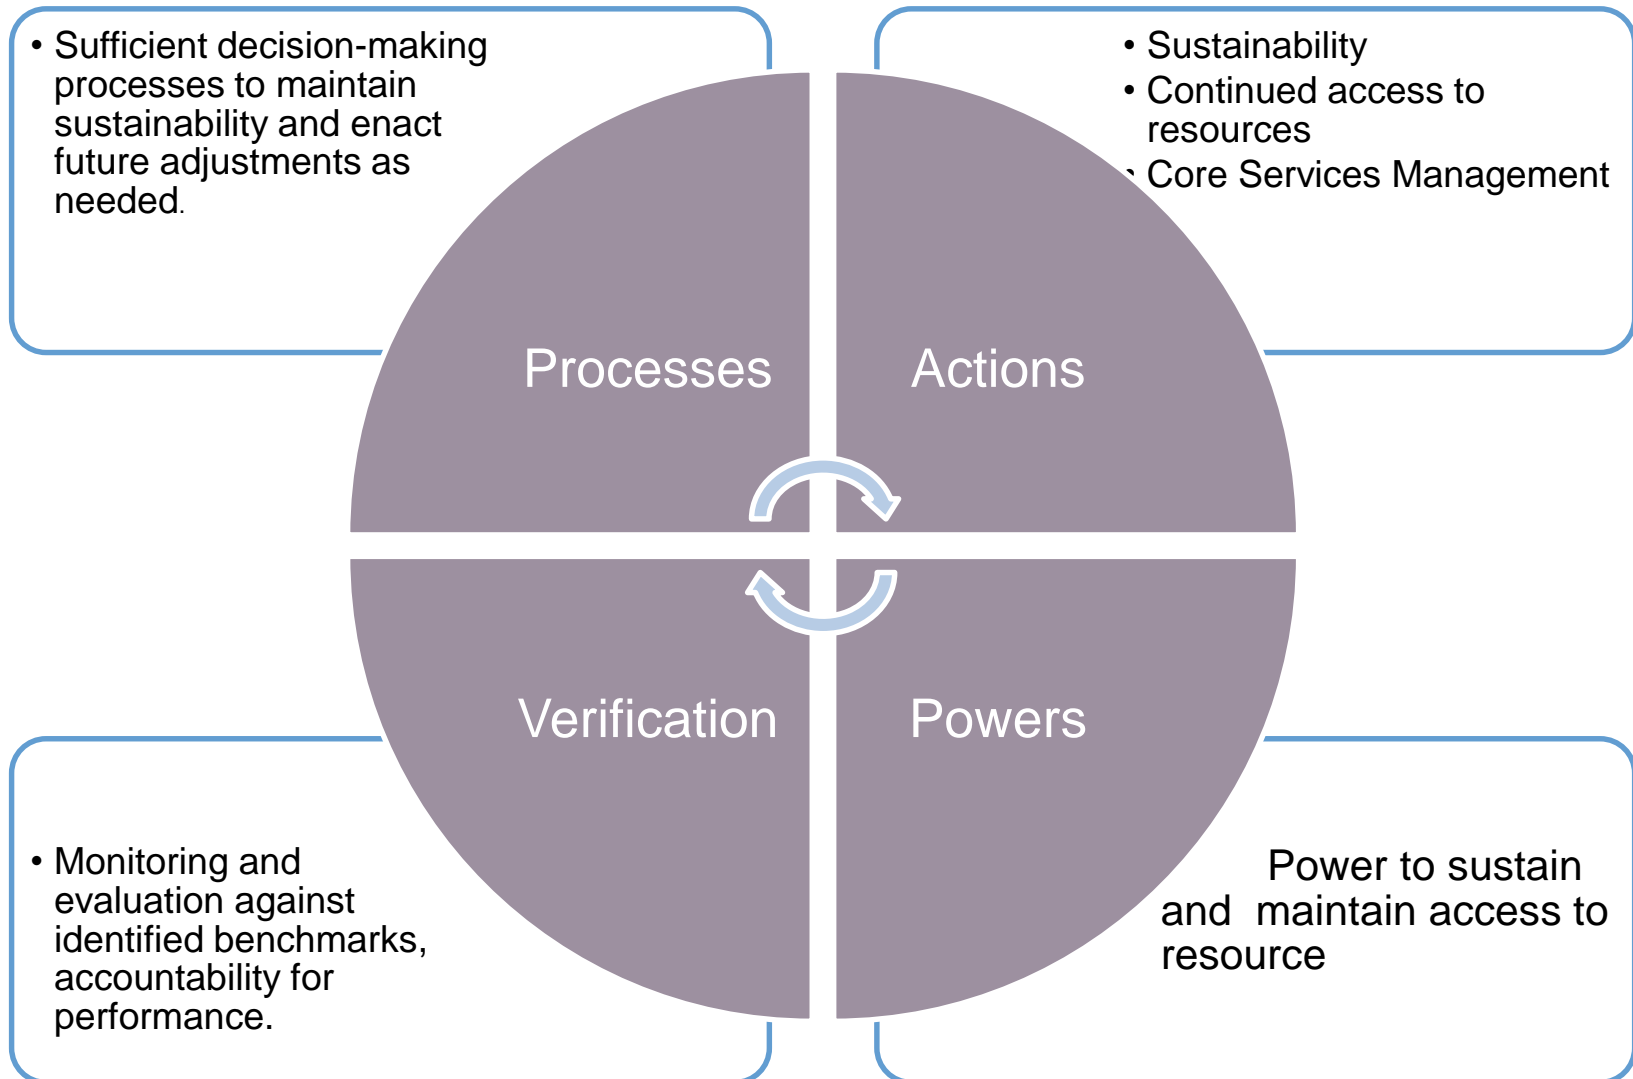 • Sufficient decision-making
processes to maintain
sustainability and enact
future adjustments as
needed.
• Sustainability
• Continued access to
resources
• Core Services Management
Processes
Actions
Verification
Powers
• Monitoring and
evaluation against
identified benchmarks,
accountability for
performance.
Power to sustain
and maintain access to
resource